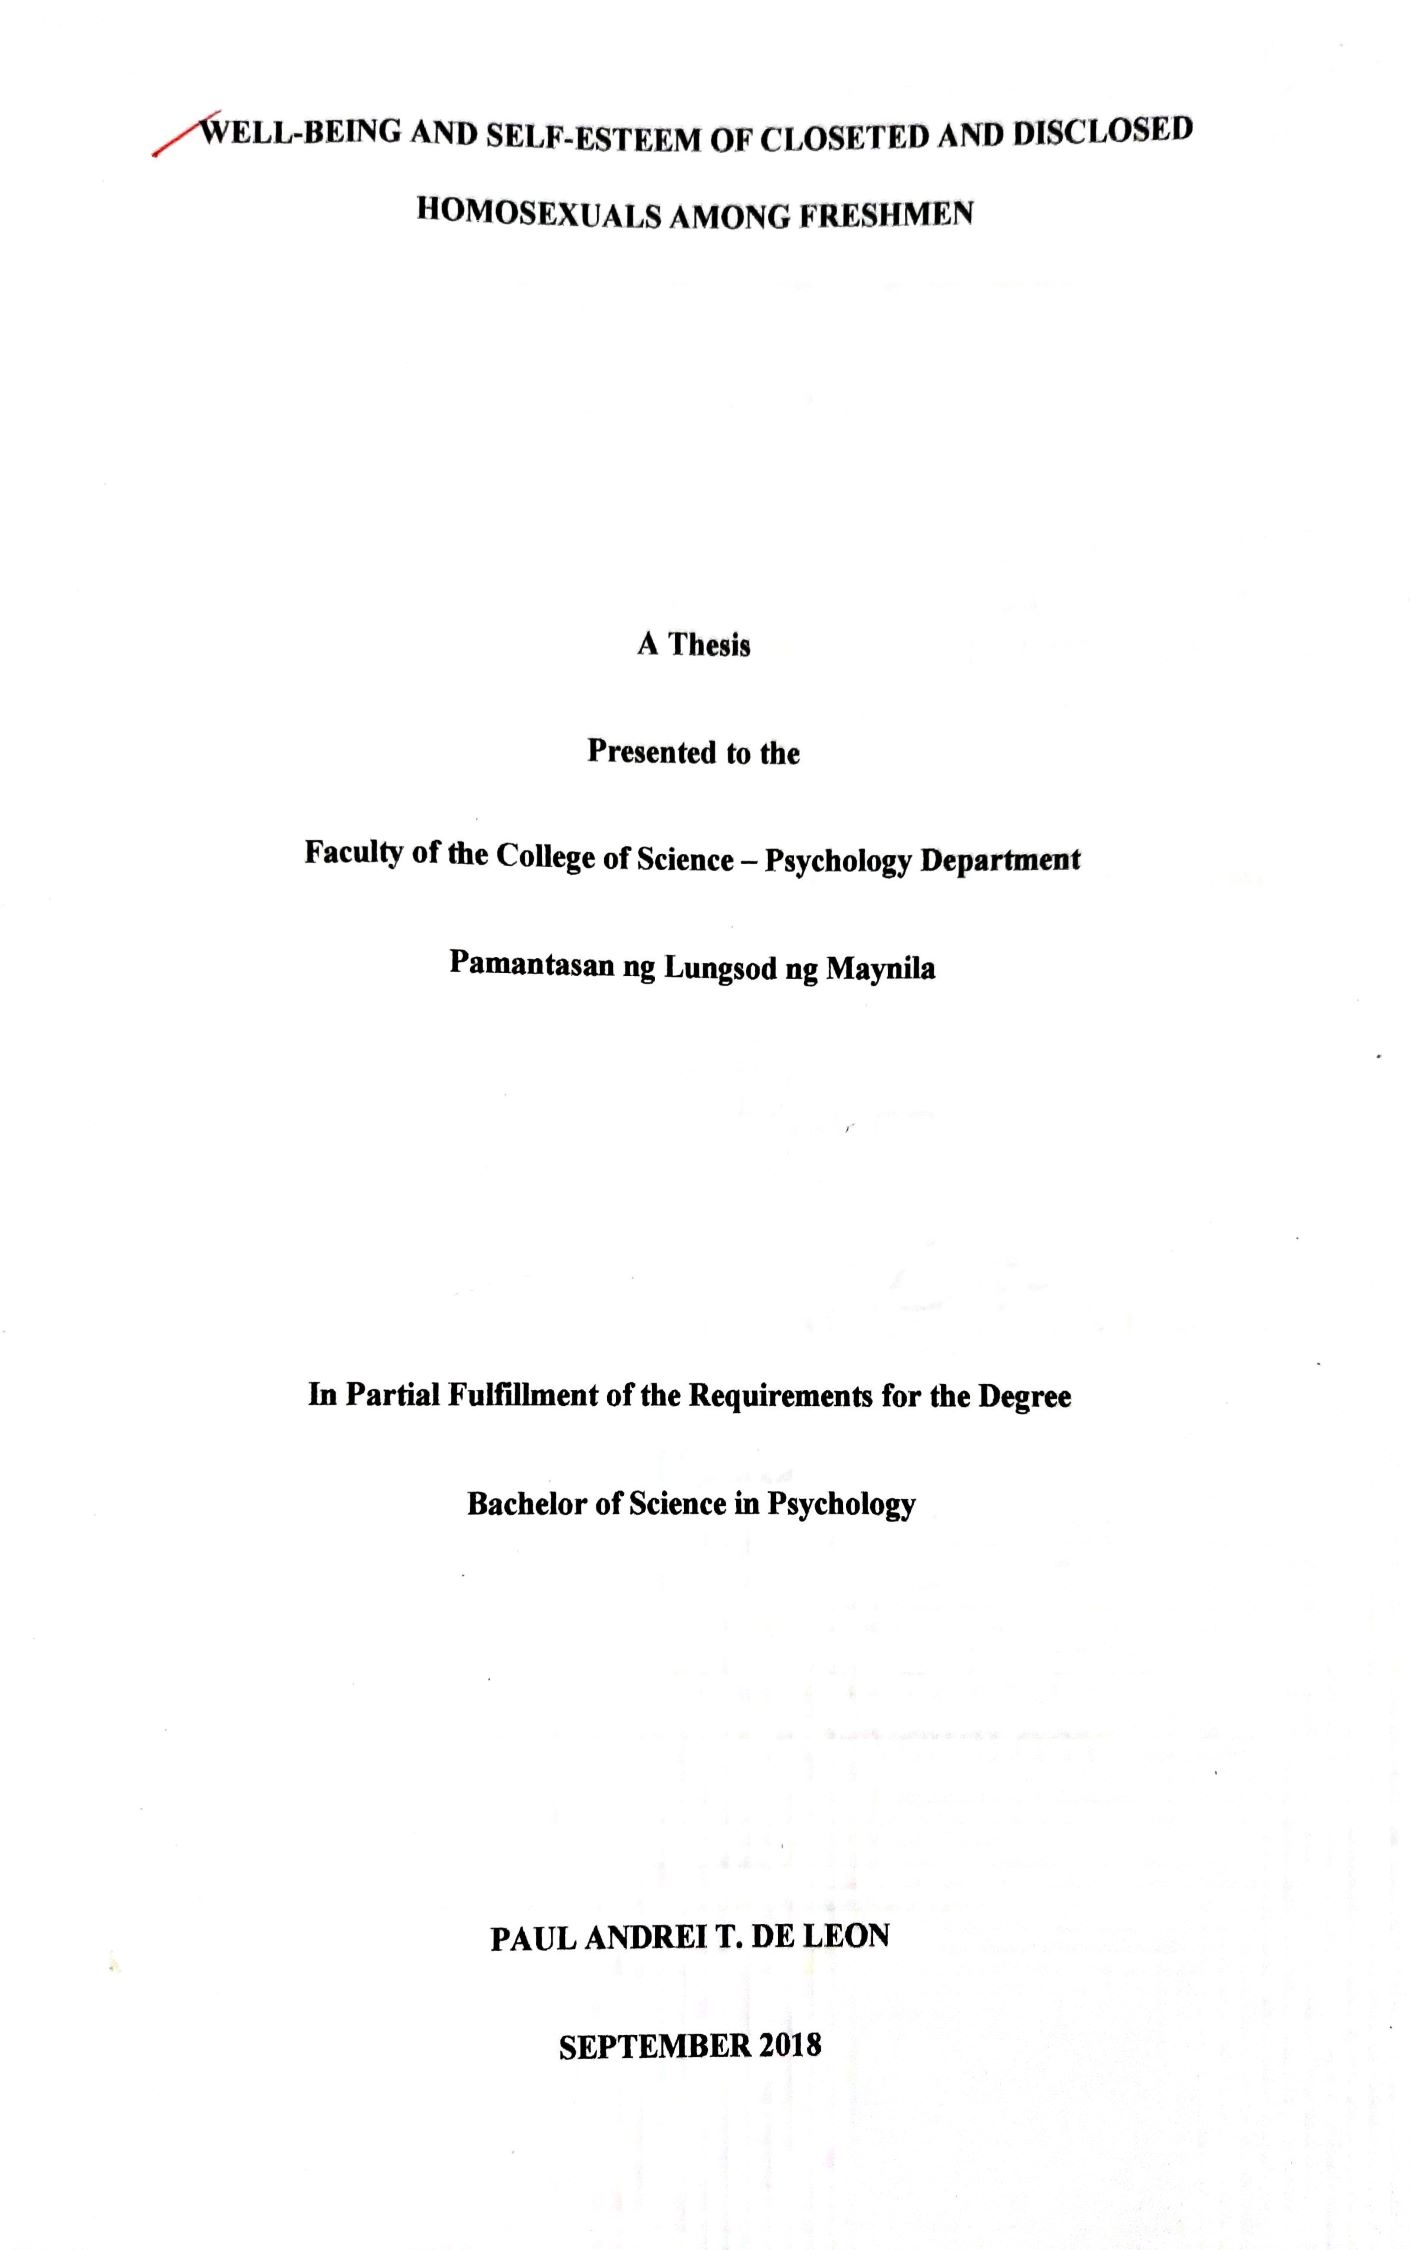 WELL-BEING AND SELF-ESTEEM OF CLOSETED AND DISCLOSED
HOMOSEXUALS AMONG FRESHMEN
A Thesis
Presented to the
Faculty of the College of Science – Psychology Department
Pamantasan ng Lungsod ng Maynila
In Partial Fulfillment of the Requirements for the Degree
Bachelor of Science in Psychology
PAUL ANDREI T. DE LEON
SEPTEMBER 2018